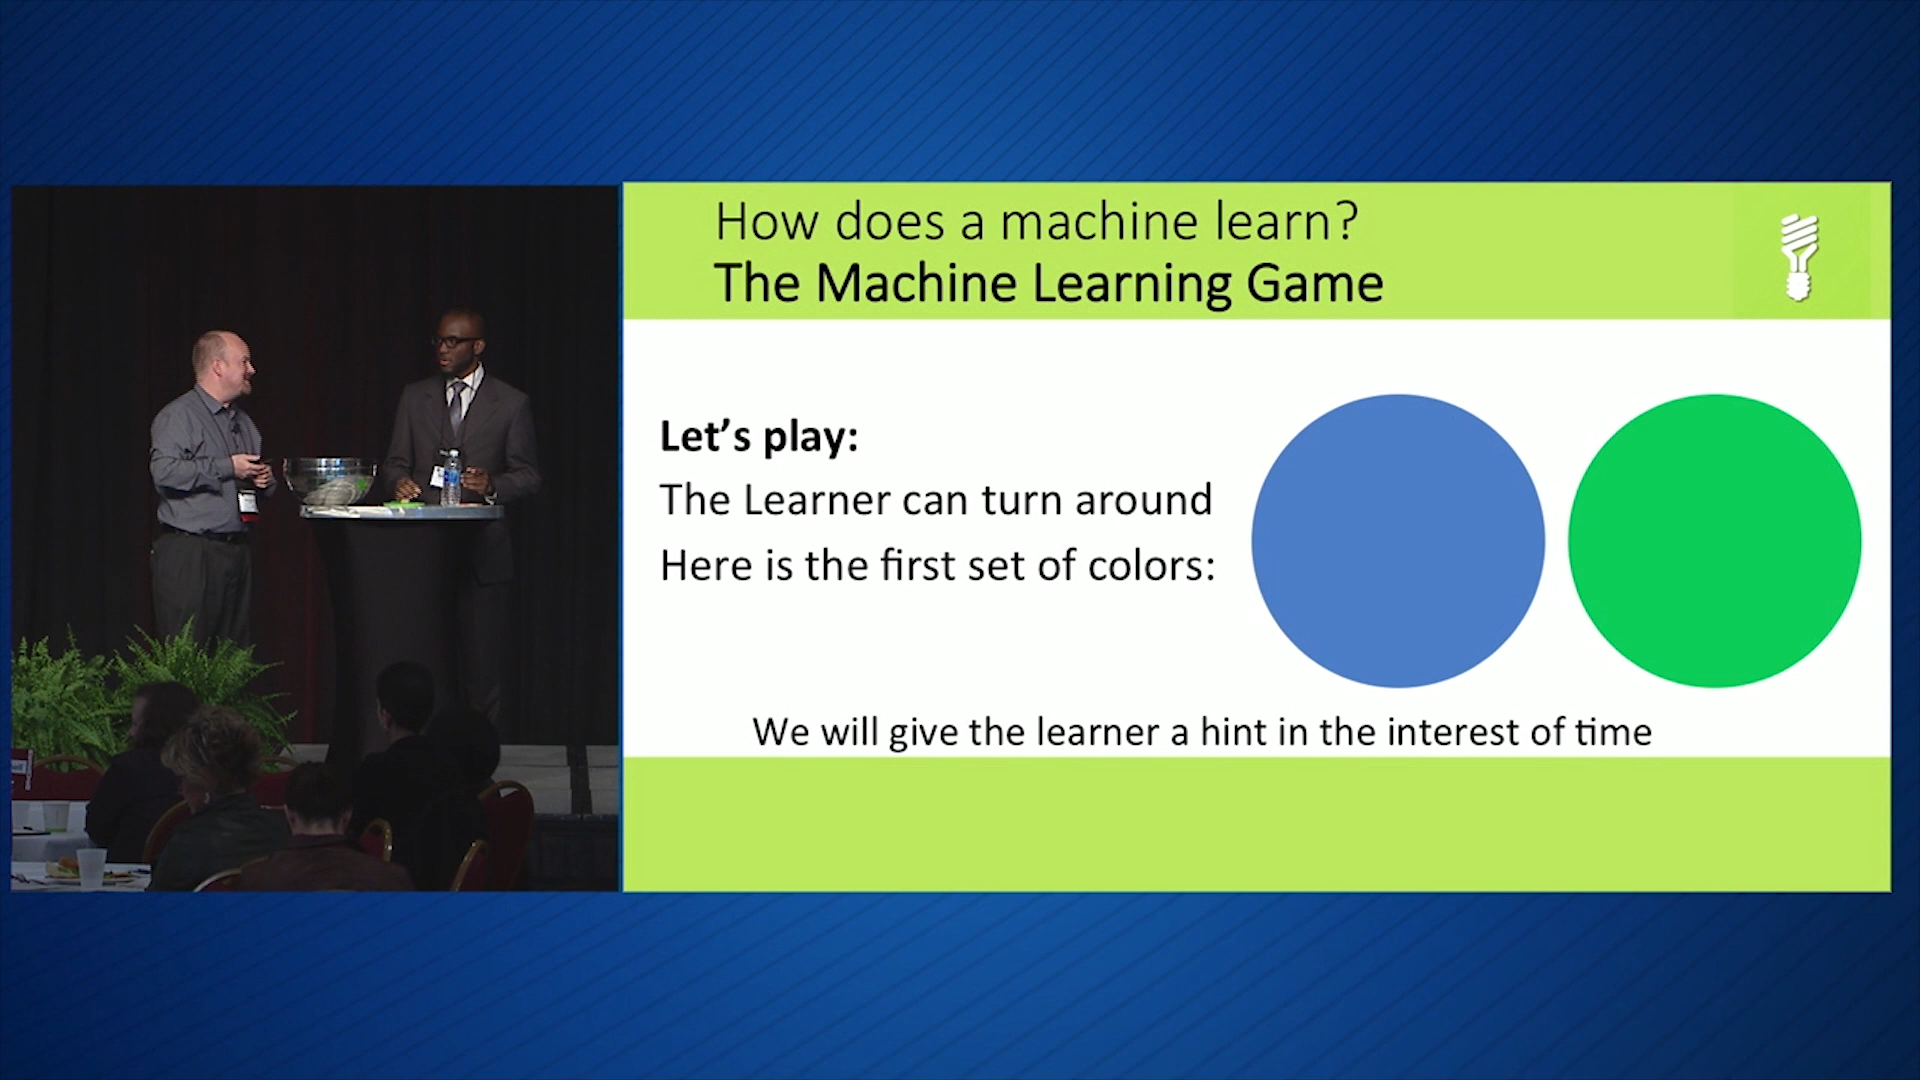 How does a machine learn?
The Machine Learning Game
Let's play:
The Learner can turn around
Here is the first set of colors:
We will give the learner a hint in the interest of time